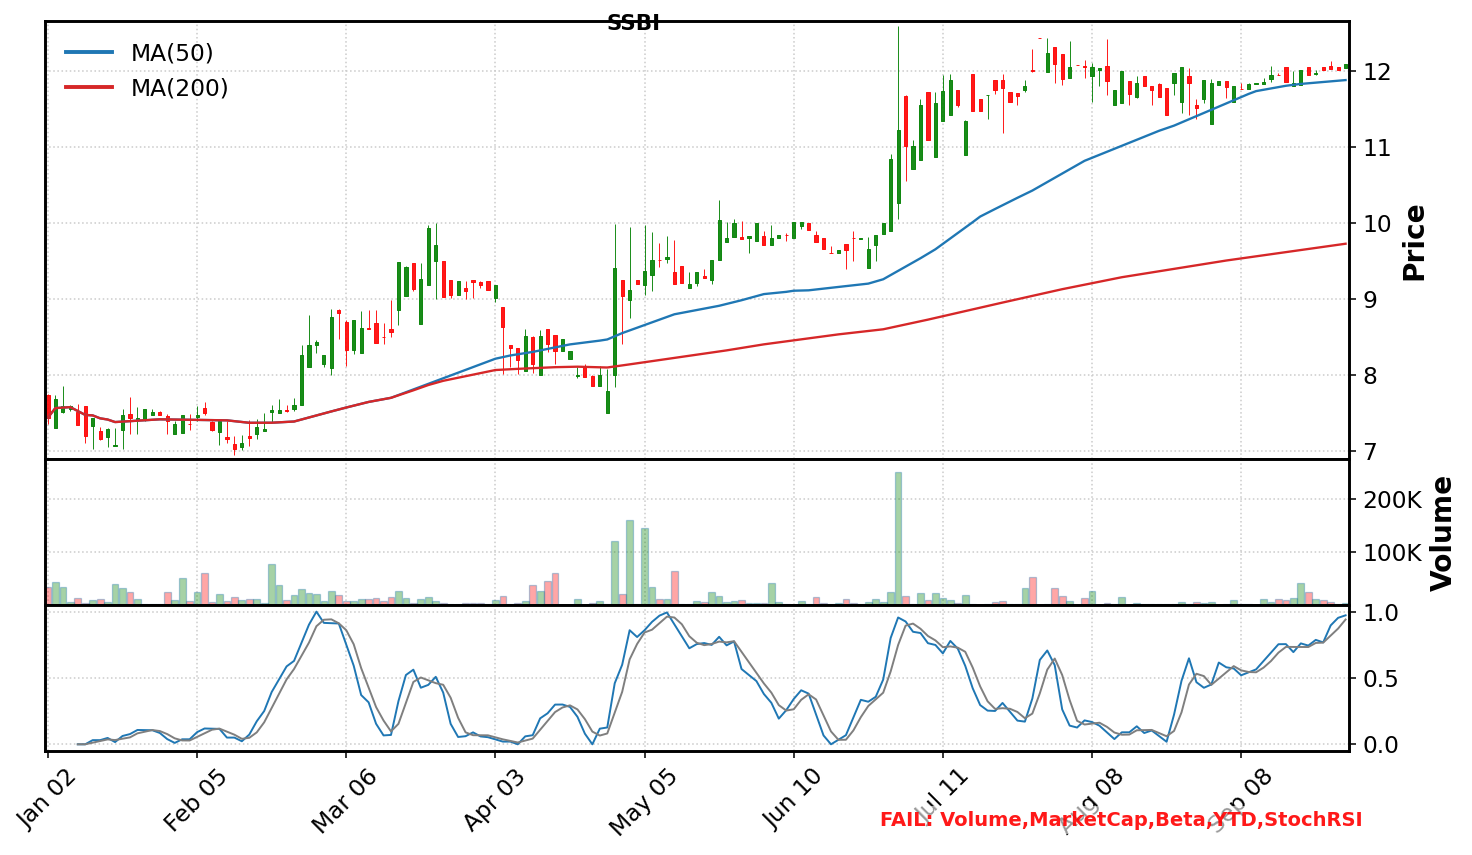 SSBI
MA(50)
MA(200)
12
11
10
9
8
7
Price
200K
100K
Volume
1.0
0.5
0.0
Jan 02
Feb 05
Mar 06
Apr 03
May 05
Jun 10
Jul 11
Aug 08
Sep 08
FAIL: Volume,MarketCap,Beta,YTD,StochRSI